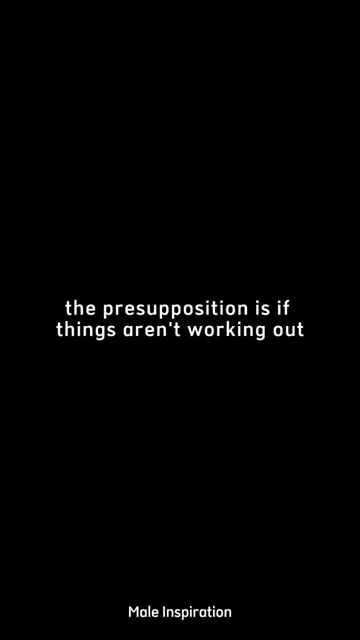 the presupposition is if
things aren't working out
Male Inspiration